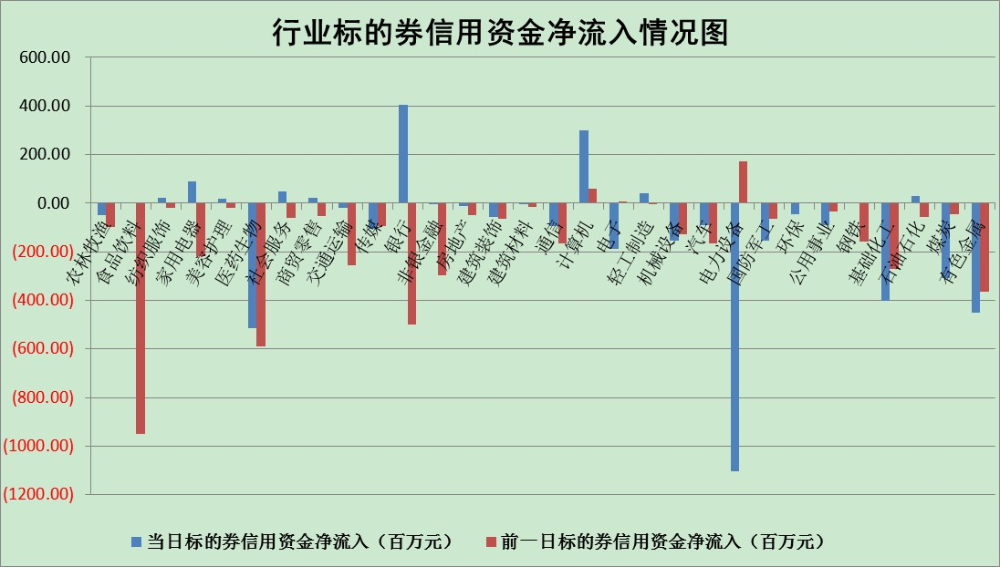 行业标的券信用资金净流入情况图
600.00
400.00
200.00
0.00
(200.00)
(400.00)
(600.00)
(800.00)
(1000.00)
(1200.00)
农林牧渔
食品饮料
纺织服饰
家用电器
美容护理
医药生物
社会服务
商贸零售
交通运输
传媒
银行
非银金融
房地产
建筑装饰
建筑材料
通信
计算机
电子
轻工制造
机械设备
汽车
电力设备
国防军工
环保
公用事业
钢铁
基础化工
石油石化
煤炭
有色金属
当日标的券信用资金净流入（百万元）
前一日标的券信用资金净流入（百万元）